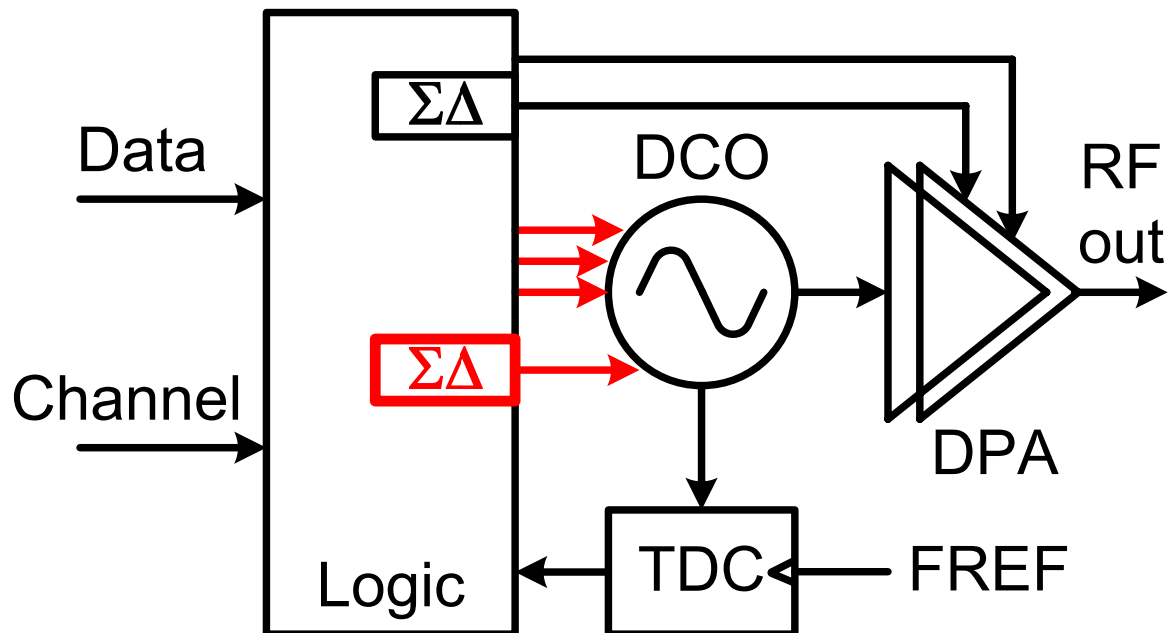 ΣΔ
Data
DCO
RF
out
ΣΔ
Channel
DPA
Logic
TDC
FREF